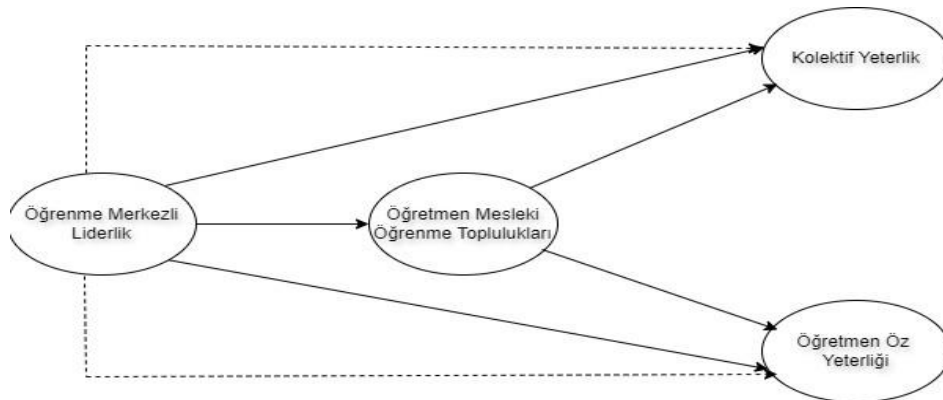 Kolektif Yeterlik
Öğrenme Merkezli
Liderlik
Öğretmen Mesleki
Öğrenme Toplulukları
Öğretmen Öz
Yeterliği